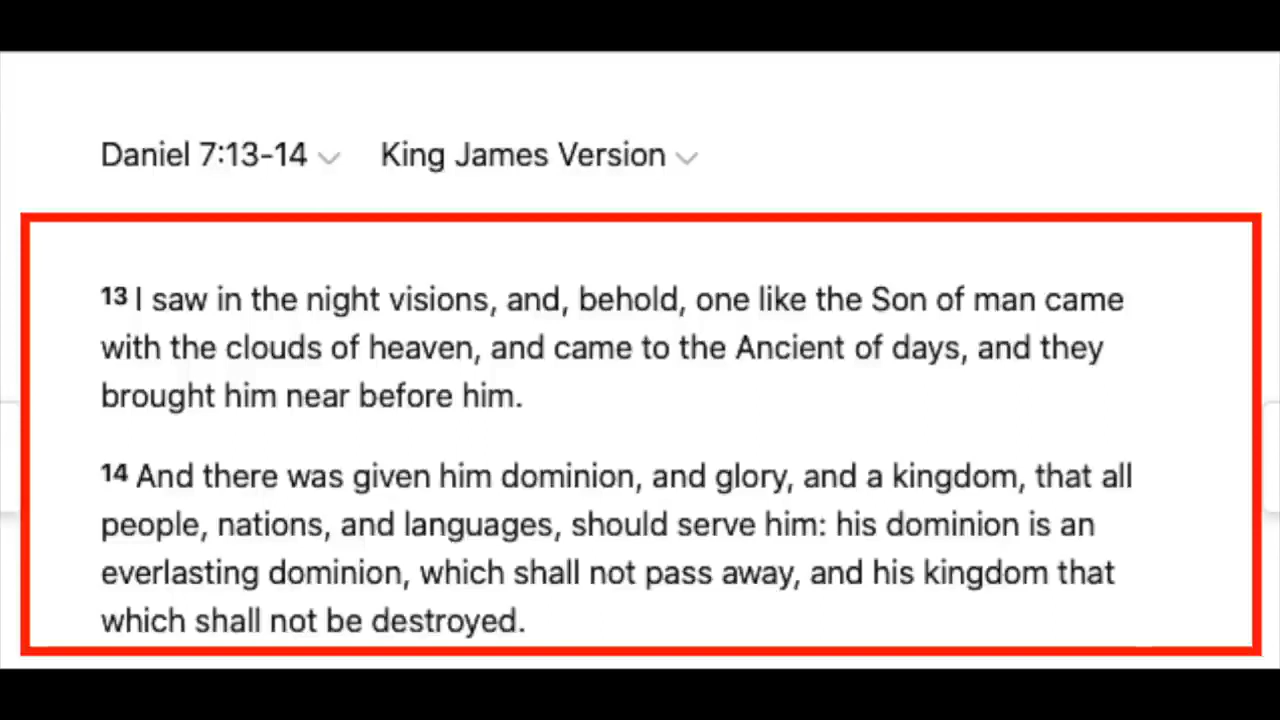 Daniel 7:13-14 King James Version
13 I saw in the night visions, and, behold, one like the Son of man came
with the clouds of heaven, and came to the Ancient of days, and they
brought him near before him.
14 And there was given him dominion, and glory, and a kingdom, that all
people, nations, and languages, should serve him: his dominion is an
everlasting dominion, which shall not pass away, and his kingdom that
which shall not be destroyed.